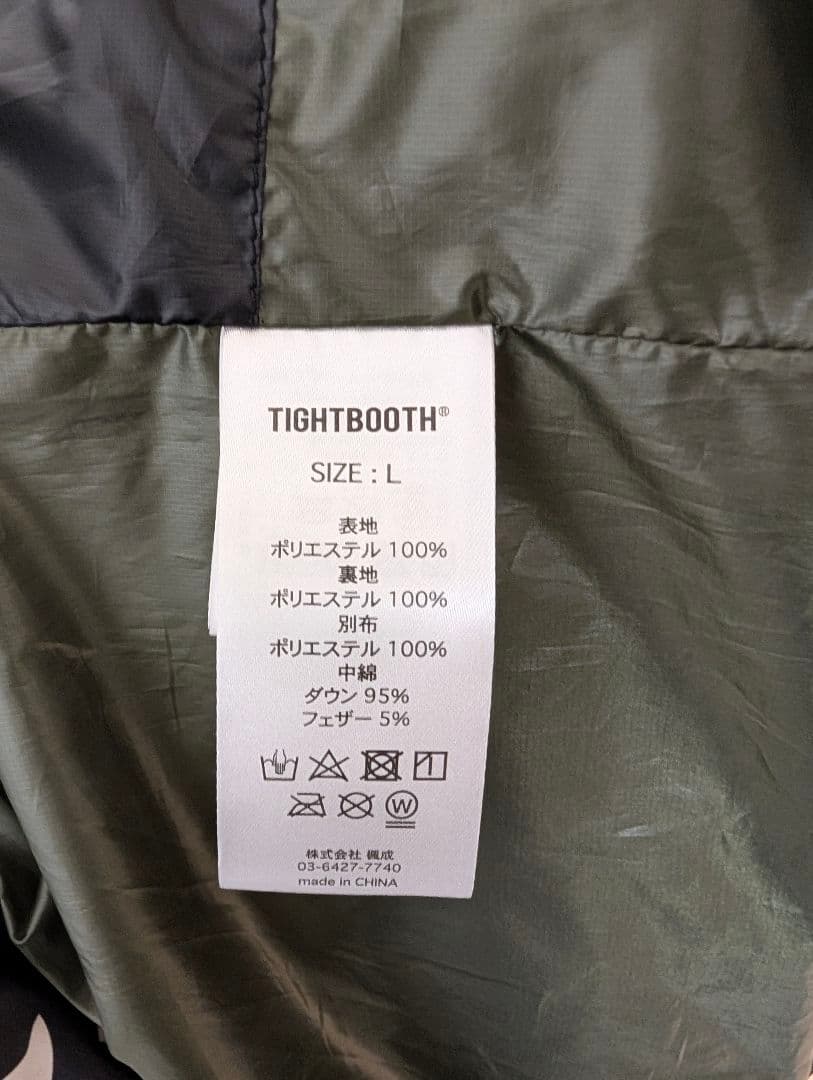 TIGHTBOOTH®
SIZE : L
表地
ポリエステル 100%
裏地
ポリエステル 100%
別布
ポリエステル 100%
中綿
ダウン 95%
フェザー 5%
W
株式会社 楓成
03-6427-7740
made in CHINA